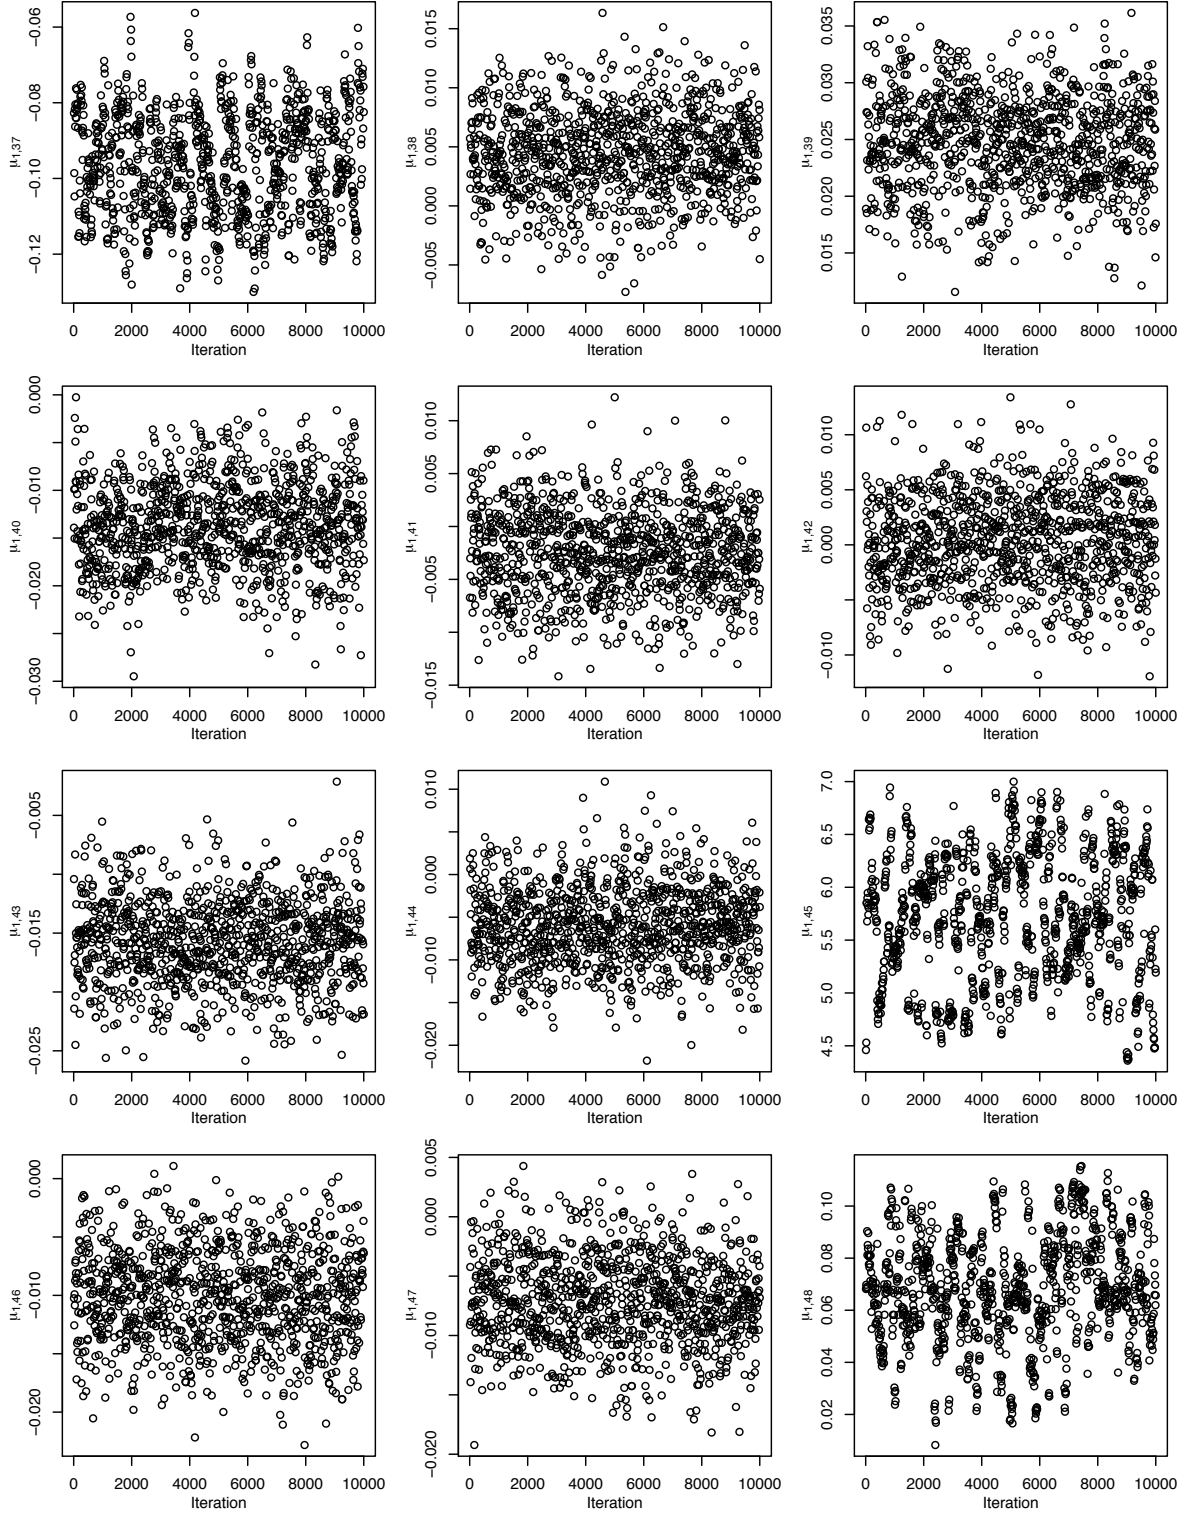 μ1,37
−0.06
−0.08
−0.10
−0.12
0 2000 4000 6000 8000 10000
Iteration
μ1,38
0.015
0.010
0.005
0.000
−0.005
0 2000 4000 6000 8000 10000
Iteration
μ1,39
0.035
0.030
0.025
0.020
0.015
0 2000 4000 6000 8000 10000
Iteration
μ1,40
0.000
−0.010
−0.020
−0.030
0 2000 4000 6000 8000 10000
Iteration
μ1,41
0.010
0.005
−0.005
−0.015
0 2000 4000 6000 8000 10000
Iteration
μ1,42
0.010
0.005
0.000
−0.010
0 2000 4000 6000 8000 10000
Iteration
μ1,43
−0.005
−0.015
−0.025
0 2000 4000 6000 8000 10000
Iteration
μ1,44
0.010
0.000
−0.010
−0.020
0 2000 4000 6000 8000 10000
Iteration
μ1,45
7.0
6.5
6.0
5.5
5.0
4.5
0 2000 4000 6000 8000 10000
Iteration
μ1,46
0.000
−0.010
−0.020
0 2000 4000 6000 8000 10000
Iteration
μ1,47
0.005
0.000
−0.010
−0.020
0 2000 4000 6000 8000 10000
Iteration
μ1,48
0.10
0.08
0.06
0.04
0.02
0 2000 4000 6000 8000 10000
Iteration